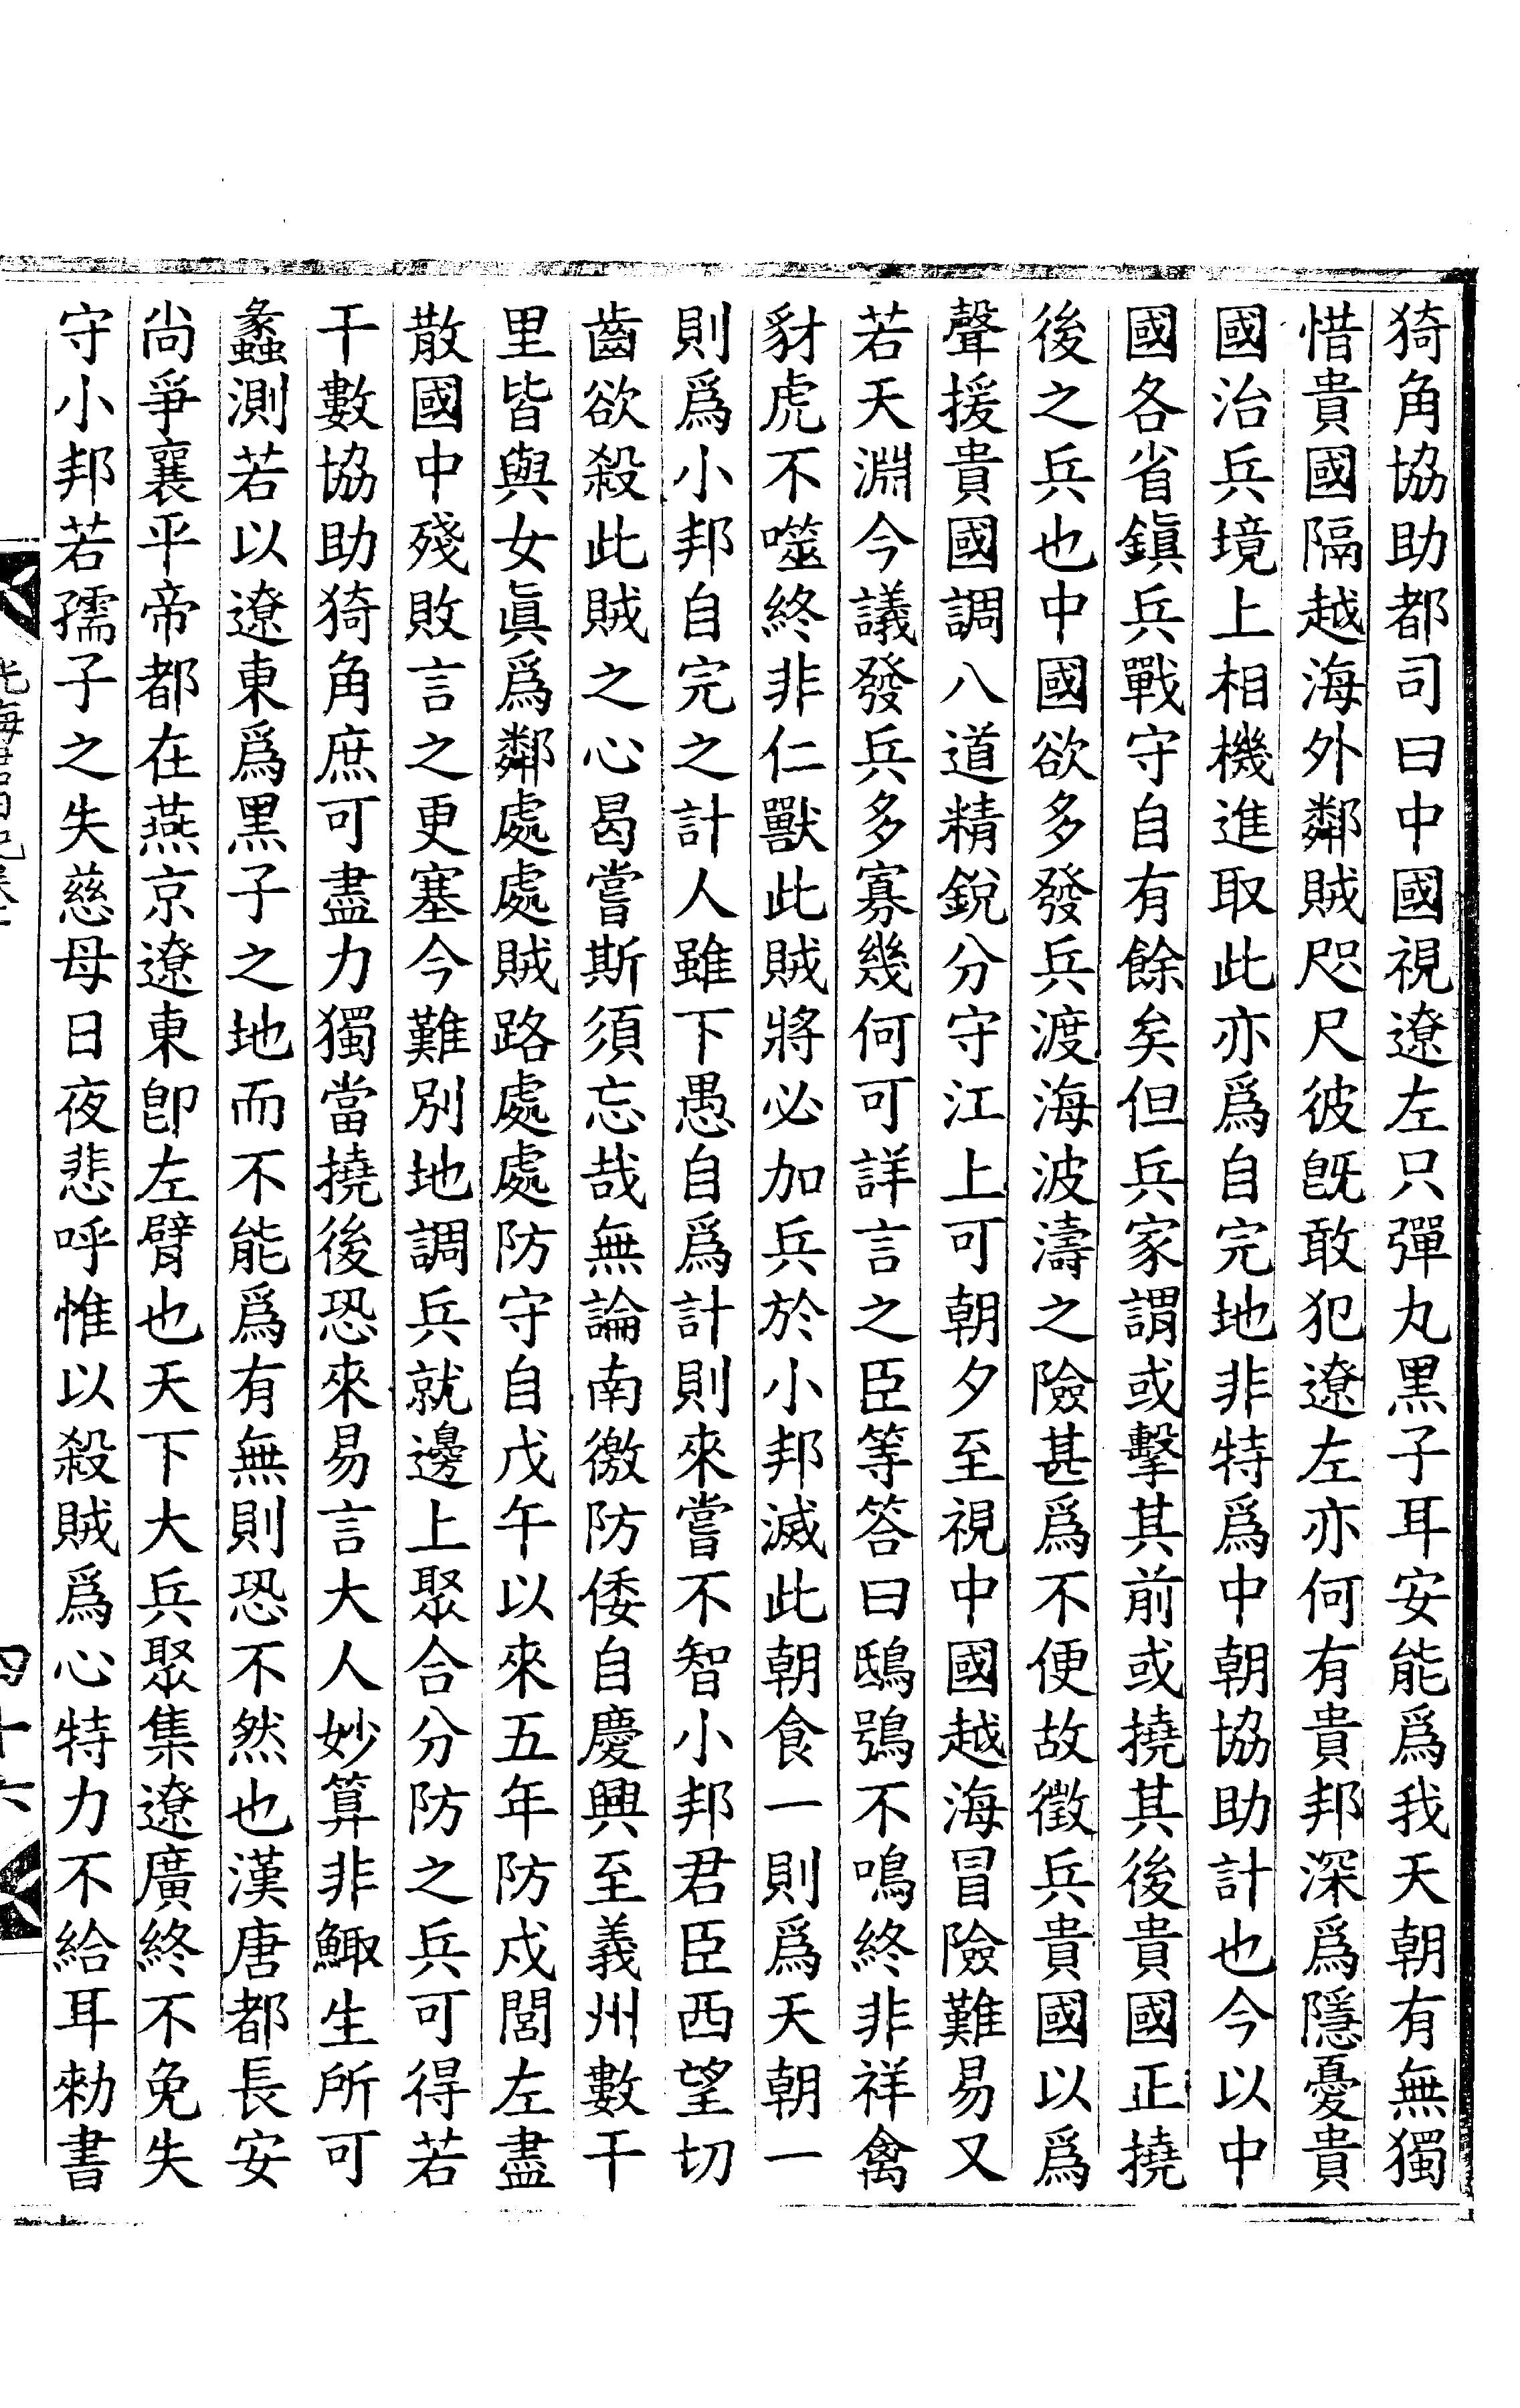 猗角協助都司曰中國視遼左只彈丸黑子耳安能爲我天朝有無獨
惜貴國隔越海外鄰賊咫尺彼旣敢犯遼左亦何有貴邦深爲隱憂貴
國治兵境上相機進取此亦爲自完地非特爲中朝協助計也今以中
國各省鎭兵戰守自有餘矣但兵家謂或擊其前或撓其後貴國正撓
後之兵也中國欲多發兵渡海波濤之險甚爲不便故徵兵貴國以爲
聲援貴國調八道精銳分守江上可朝夕至視中國越海冒險難易又
若天淵今議發兵多寡幾何可詳言之臣等答曰鴟鴞不鳴終非祥禽
豺虎不噬終非仁獸此賊將必加兵於小邦滅此朝食一則爲天朝一
則爲小邦自完之計人雖下愚自爲計則來嘗不智小邦君臣西望切
齒欲殺此賊之心曷嘗斯須忘哉無論南徼防倭自慶興至義州數千
里皆與女眞爲鄰處處賊路處處防守自戊午以來五年防戍閭左盡
散國中殘敗言之更塞今難別地調兵就邊上聚合分防之兵可得若
干數協助猗角庶可盡力獨當撓後恐來易言大人妙算非鯫生所可
蠡測若以遼東爲黑子之地而不能爲有無則恐不然也漢唐都長安
尙爭襄平帝都在燕京遼東卽左臂也天下大兵聚集遼廣終不免失
守小邦若孺子之失慈母日夜悲呼惟以殺賊爲心特力不給耳勑書